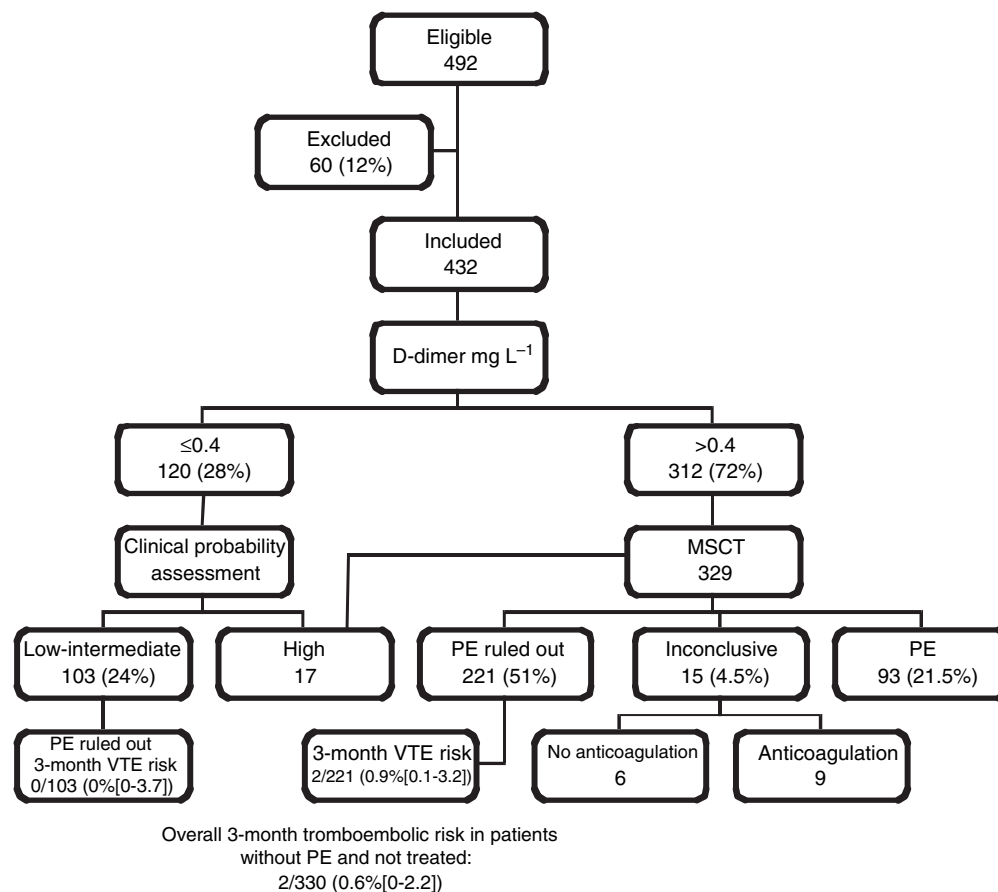 Eligible
492
Excluded
60 (12%)
Included
432
D-dimer mg L⁻¹
≤0.4
120 (28%)
>0.4
312 (72%)
Clinical probability
assessment
MSCT
329
Low-intermediate
103 (24%)
High
17
PE ruled out
221 (51%)
Inconclusive
15 (4.5%)
PE
93 (21.5%)
PE ruled out
3-month VTE risk
0/103 (0%[0-3.7])
3-month VTE risk
2/221 (0.9%[0.1-3.2])
No anticoagulation
6
Anticoagulation
9
Overall 3-month tromboembolic risk in patients
without PE and not treated:
2/330 (0.6%[0-2.2])